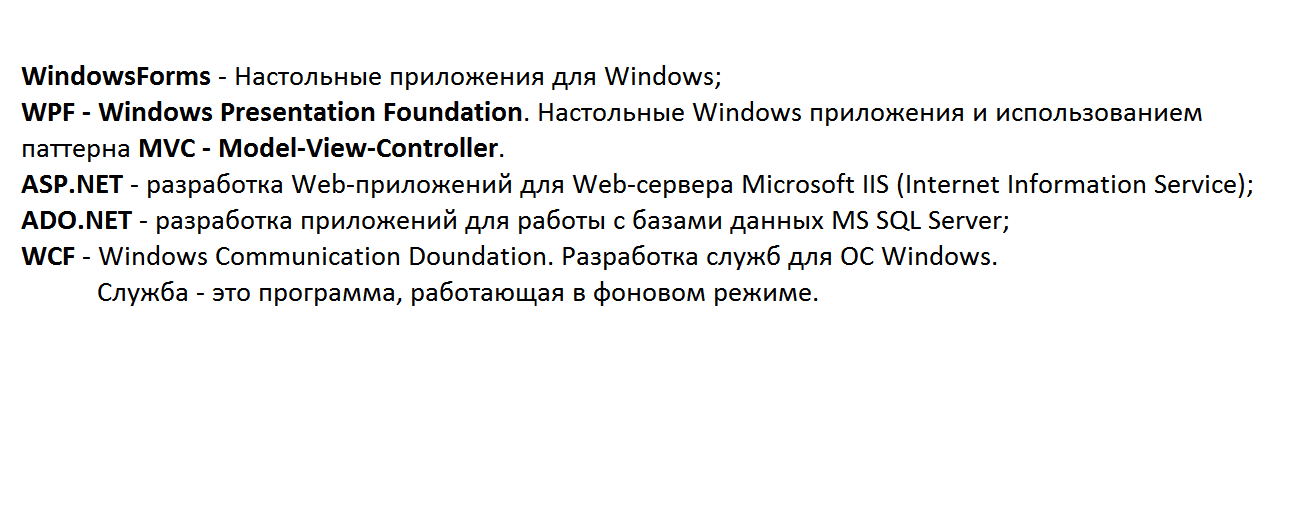 WindowsForms - Настольные приложения для Windows;
WPF - Windows Presentation Foundation. Настольные Windows приложения и использованием
паттерна MVC - Model-View-Controller.
ASP.NET - разработка Web-приложений для Web-сервера Microsoft IIS (Internet Information Service);
ADO.NET - разработка приложений для работы с базами данных MS SQL Server;
WCF - Windows Communication Doundation. Разработка служб для ОС Windows.
Служба - это программа, работающая в фоновом режиме.